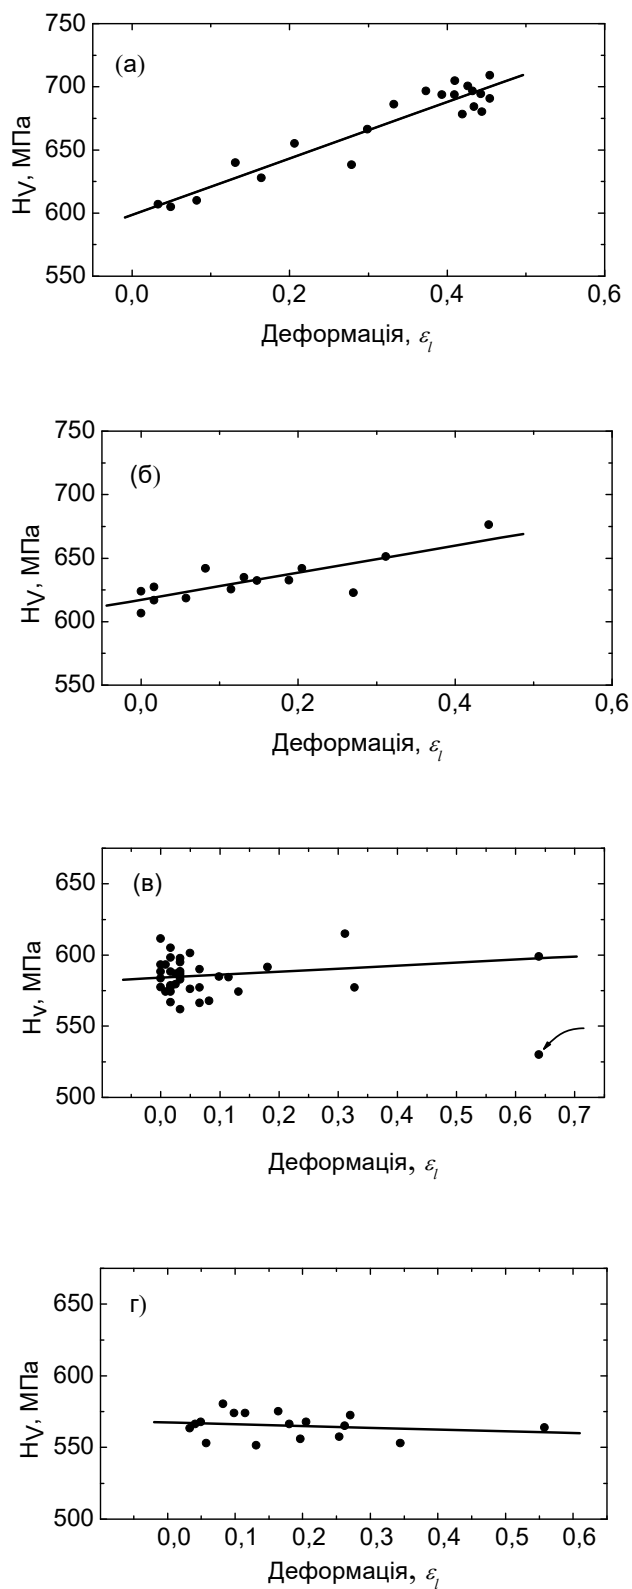 (а)
750
700
650
600
550
HV, МПа
0,0 0,2 0,4 0,6
Деформація, εl
(б)
750
700
650
600
550
HV, МПа
0,0 0,2 0,4 0,6
Деформація, εl
(в)
650
600
550
500
HV, МПа
0,0 0,1 0,2 0,3 0,4 0,5 0,6 0,7
Деформація, εl
г)
650
600
550
500
HV, МПа
0,0 0,1 0,2 0,3 0,4 0,5 0,6
Деформація, εl